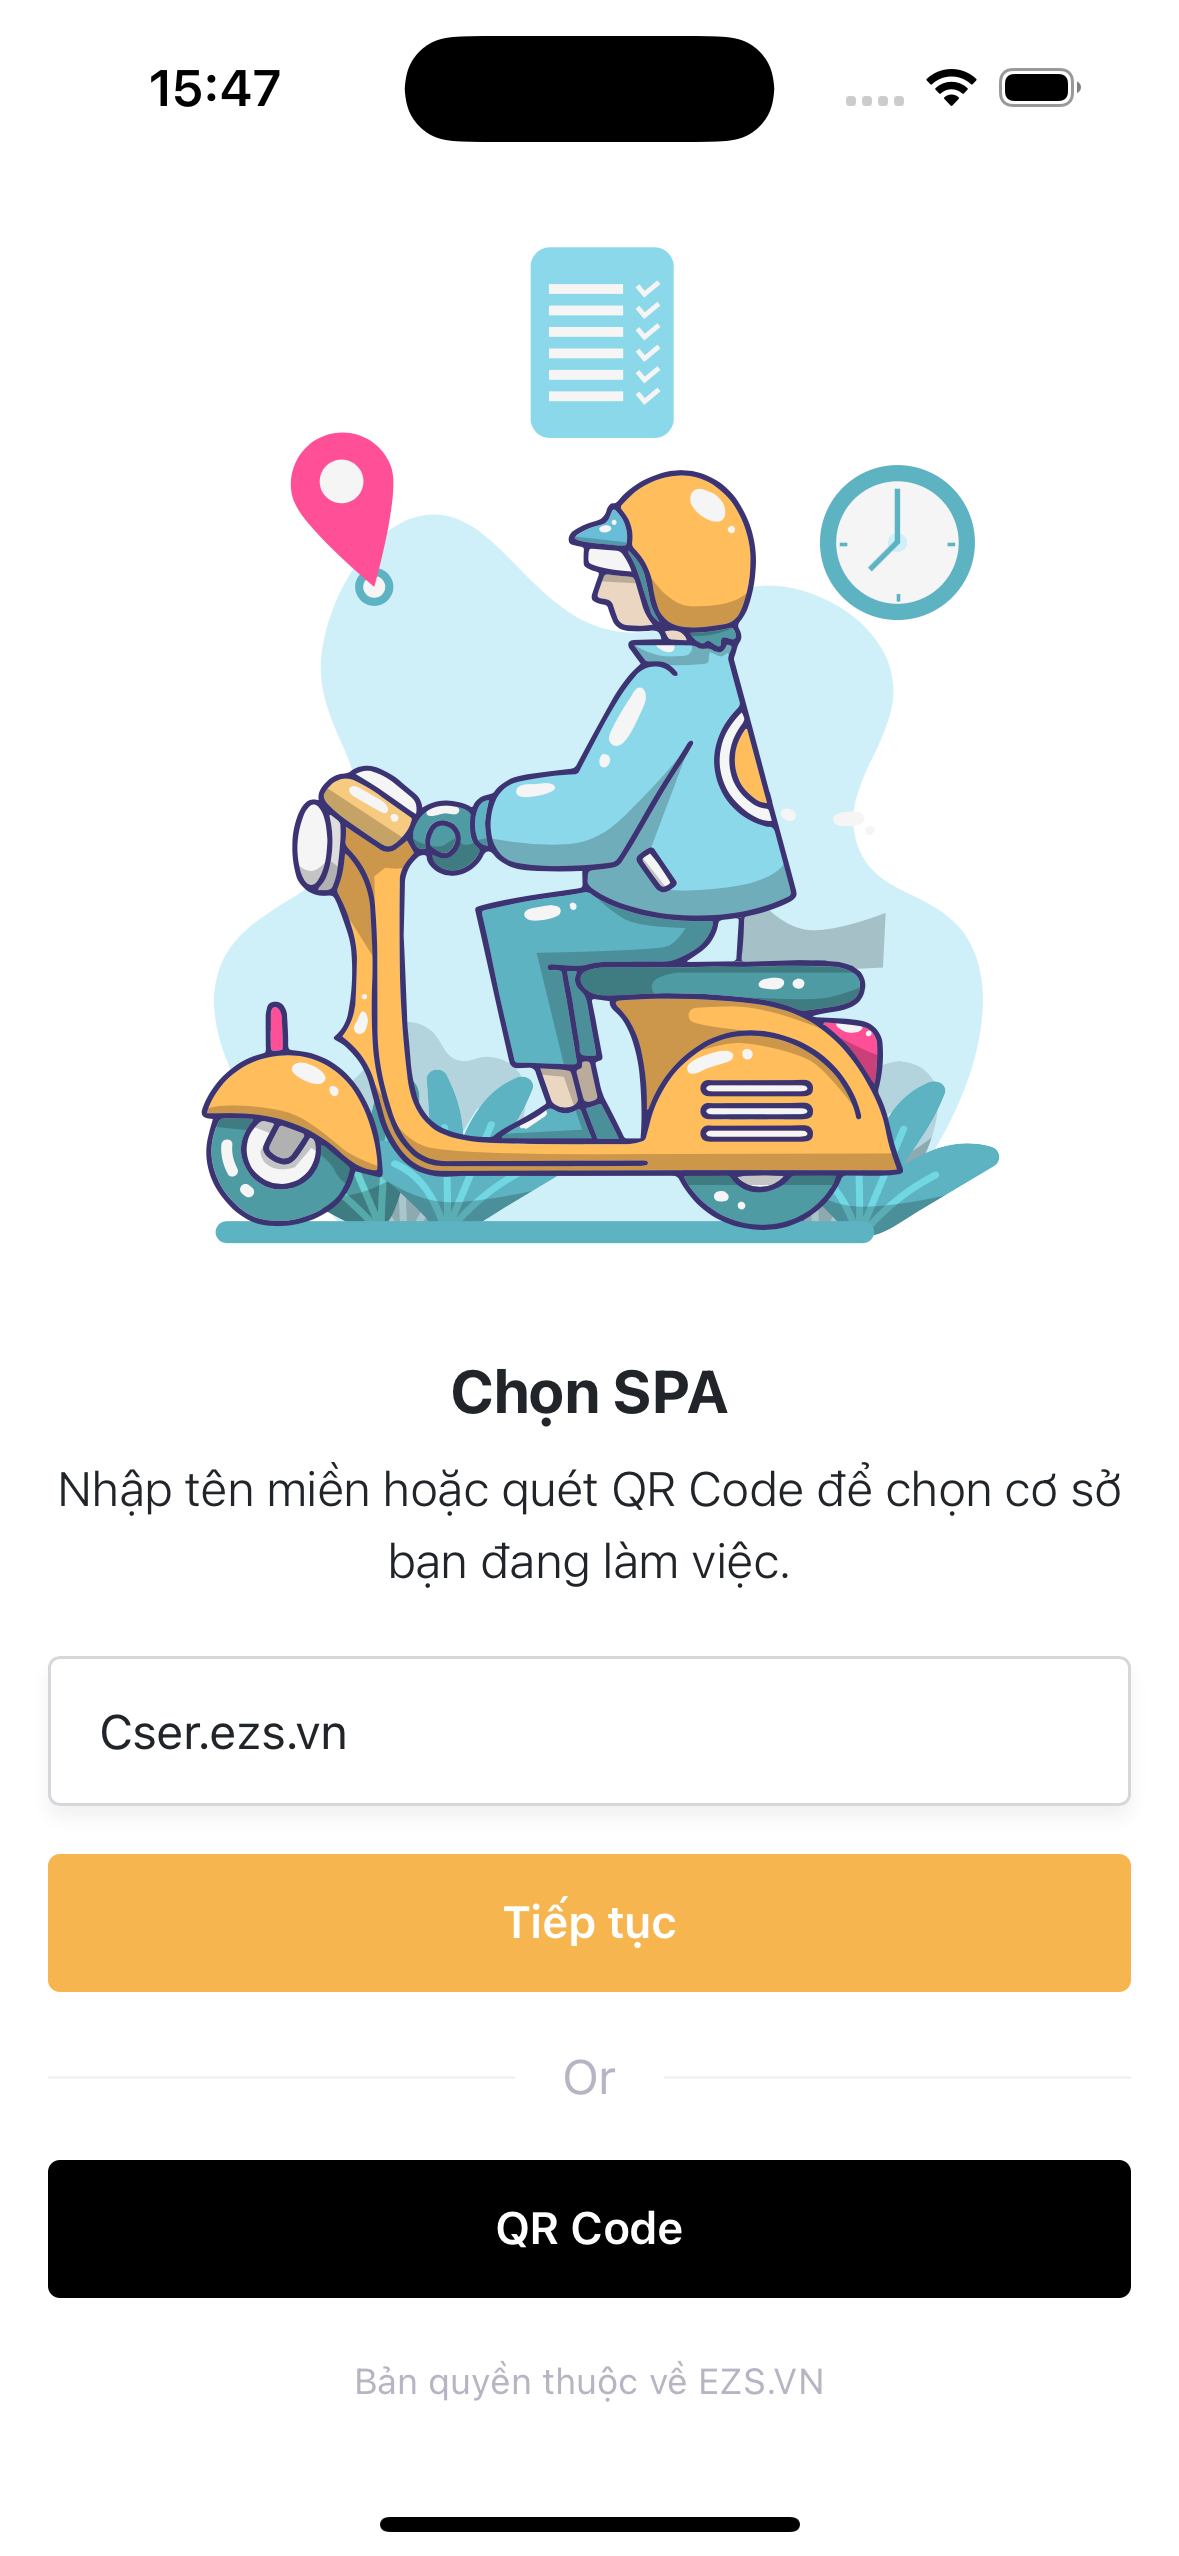 15:47
Chọn SPA
Nhập tên miền hoặc quét QR Code để chọn cơ sở
bạn đang làm việc.
Cser.ezs.vn
Tiếp tục
Or
QR Code
Bản quyền thuộc về EZS.VN